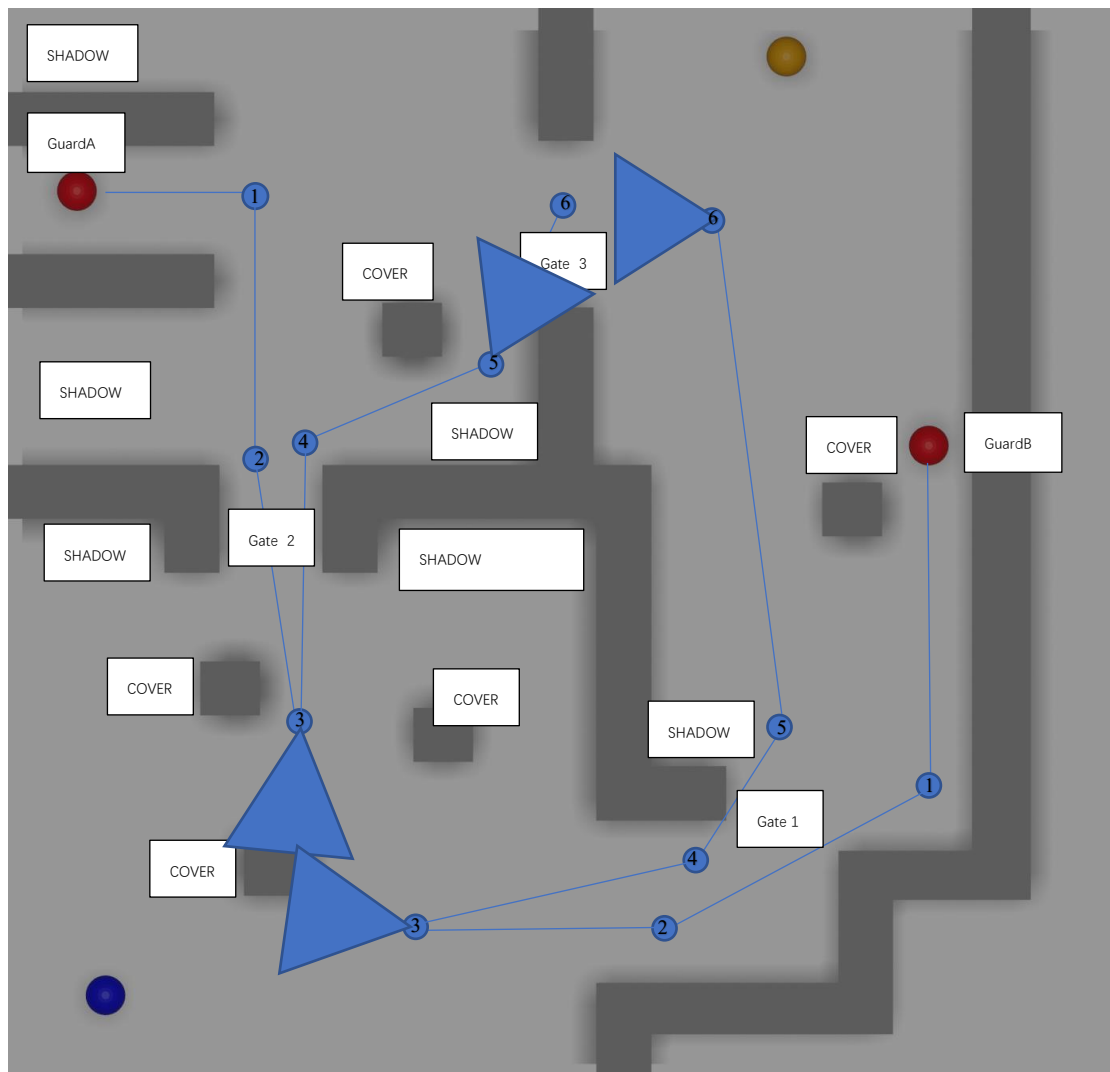 SHADOW
GuardA
1
6
6
COVER
Gate 3
5
SHADOW
SHADOW
4
2
COVER
GuardB
Gate 2
SHADOW
SHADOW
COVER
COVER
3
SHADOW
5
1
Gate 1
COVER
4
3
2